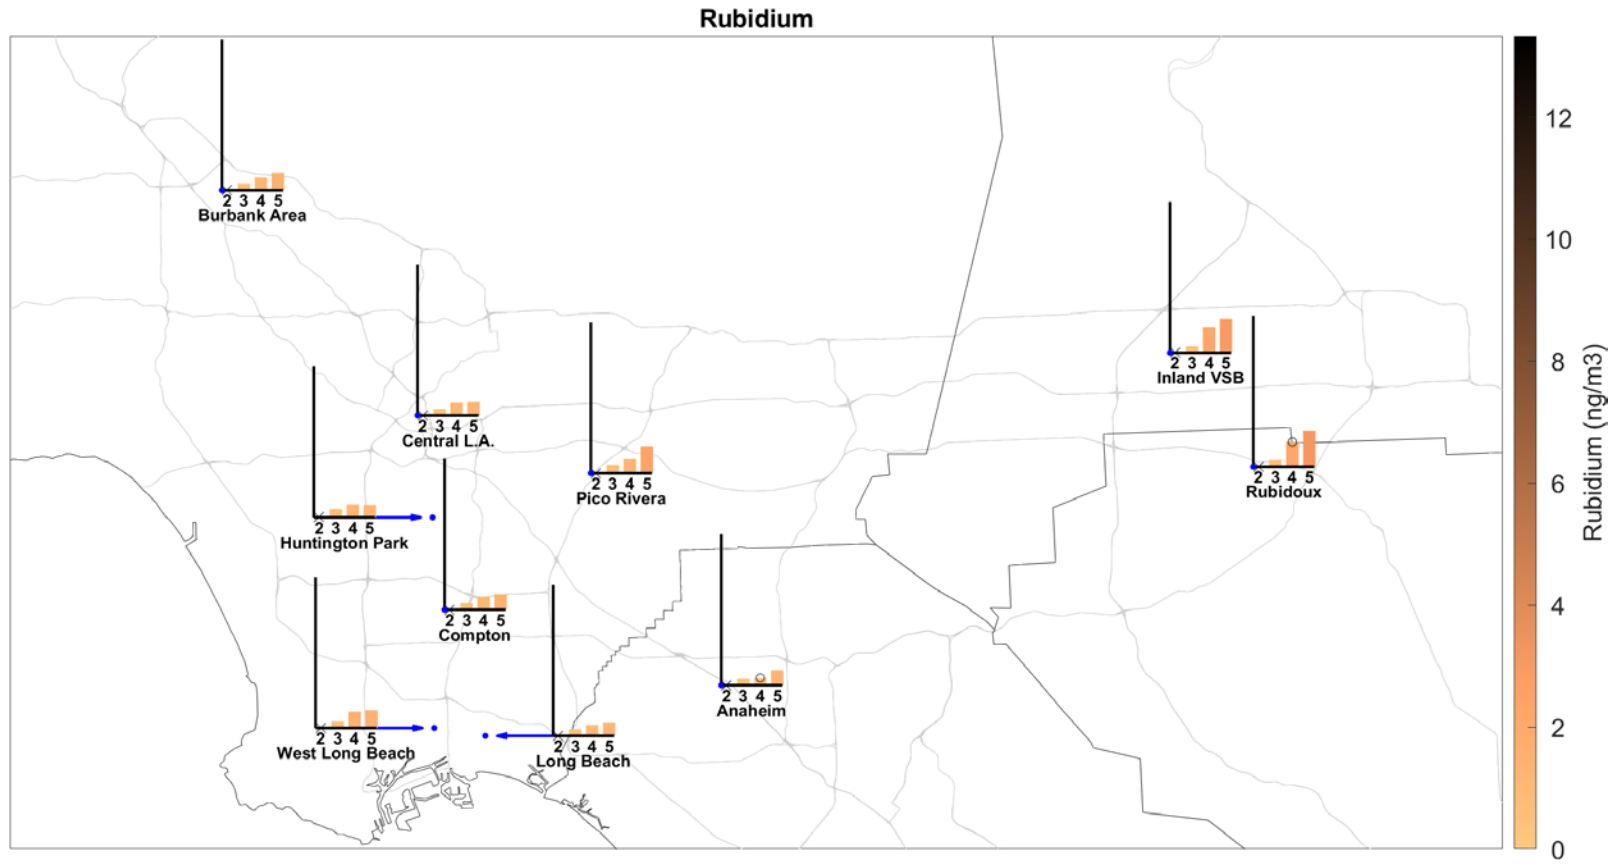 Rubidium
2 3 4 5
Burbank Area
2 3 4 5
Central L.A.
2 3 4 5
Pico Rivera
2 3 4 5
Inland VSB
2 3 4 5
Rubidoux
2 3 4 5
Huntington Park
2 3 4 5
Compton
2 3 4 5
West Long Beach
2 3 4 5
Long Beach
2 3 4 5
Anaheim
12
10
8
6
4
2
0
Rubidium (ng/m3)